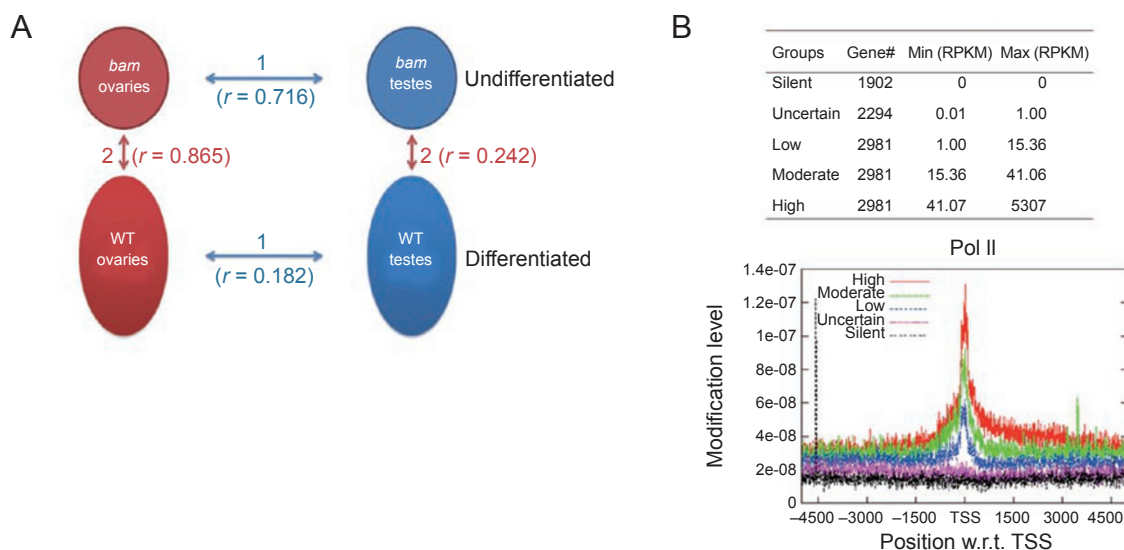 A
bam
ovaries
1
(r = 0.716)
bam
testes
Undifferentiated
2 (r = 0.865)
2 (r = 0.242)
WT
ovaries
1
(r = 0.182)
WT
testes
Differentiated
B
Groups Gene# Min (RPKM) Max (RPKM)
Silent 1902 0 0
Uncertain 2294 0.01 1.00
Low 2981 1.00 15.36
Moderate 2981 15.36 41.06
High 2981 41.07 5307
Pol II
Modification level
1.4e-07
1.2e-07
1e-07
8e-08
6e-08
4e-08
2e-08
0
High
Moderate
Low
Uncertain
Silent
–4500 –3000 –1500 TSS 1500 3000 4500
Position w.r.t. TSS